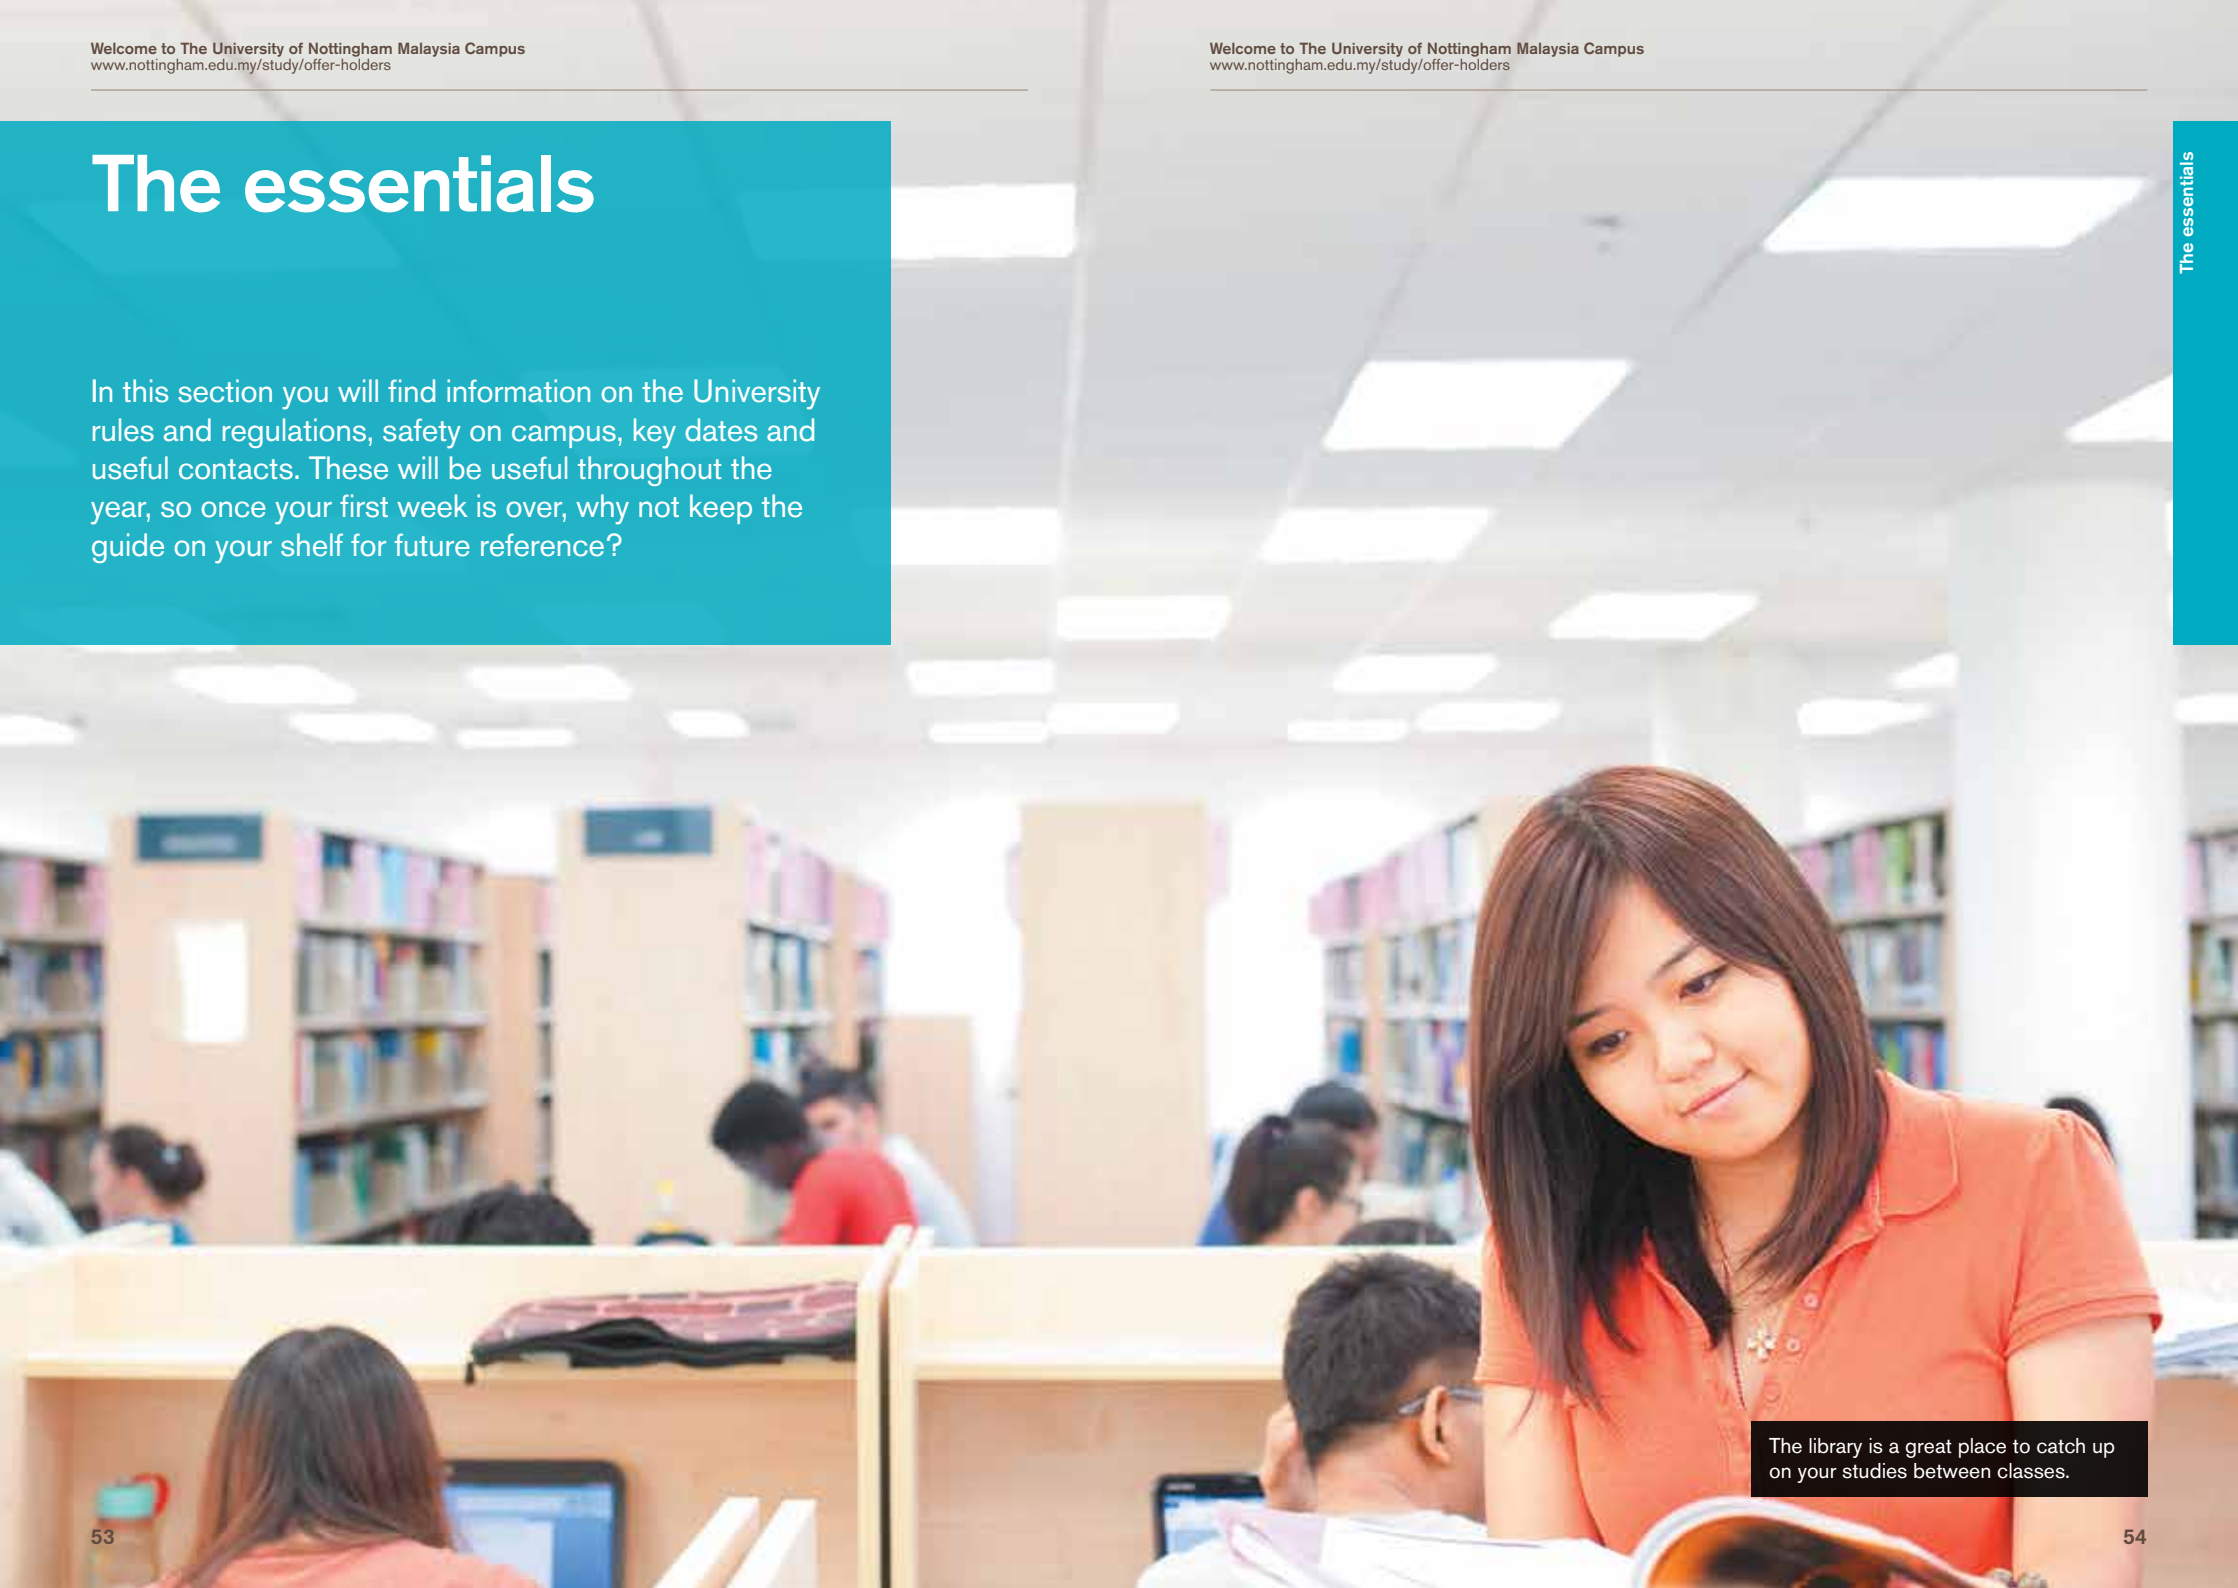 Welcome to The University of Nottingham Malaysia Campus
www.nottingham.edu.my/study/offer-holders
The essentials
In this section you will find information on the University
rules and regulations, safety on campus, key dates and
useful contacts. These will be useful throughout the
year, so once your first week is over, why not keep the
guide on your shelf for future reference?
53
Welcome to The University of Nottingham Malaysia Campus
www.nottingham.edu.my/study/offer-holders
The essentials
The library is a great place to catch up
on your studies between classes.
54